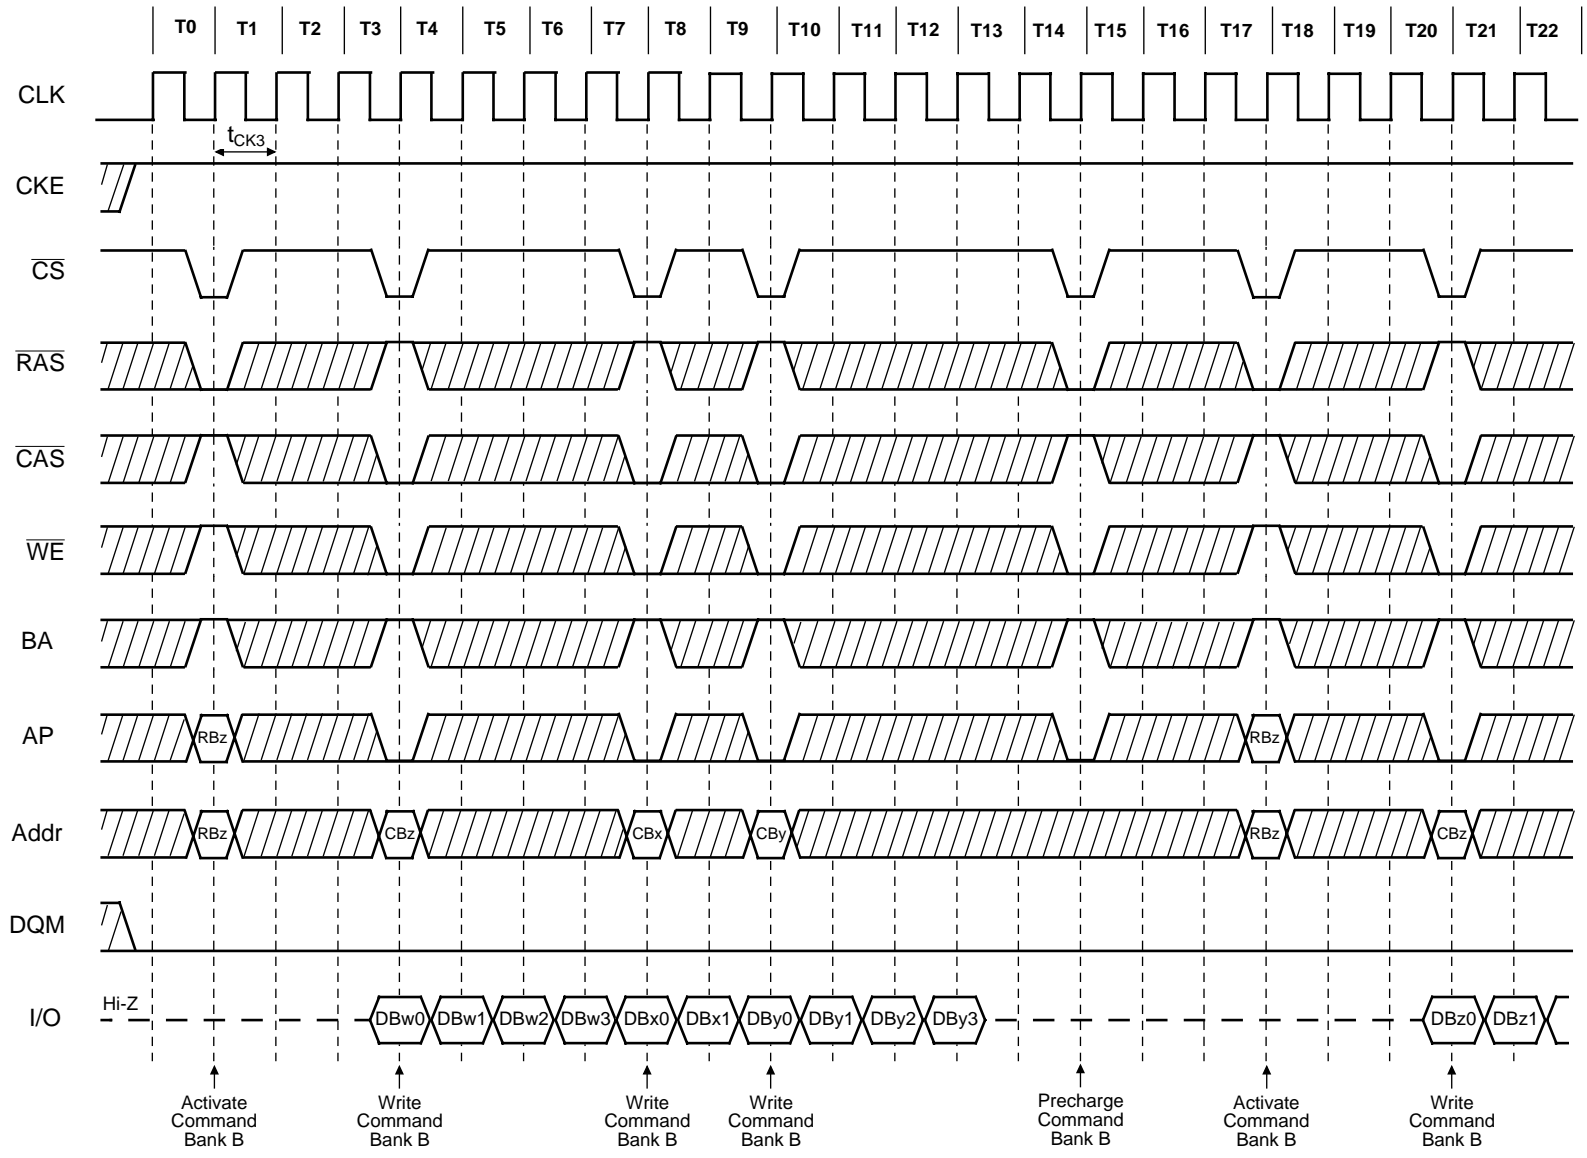 T0 T1 T2 T3 T4 T5 T6 T7 T8 T9 T10 T11 T12 T13 T14 T15 T16 T17 T18 T19 T20 T21 T22
CLK
tCK3
CKE
CS
RAS
CAS
WE
BA
AP
RBz RBz
Addr
RBz CBz CBx CBy RBz CBz
DQM
Hi-Z
I/O
DBw0 DBw1 DBw2 DBw3 DBx0 DBx1 DBy0 DBy1 DBy2 DBy3 DBz0 DBz1
Activate
Command
Bank B
Write
Command
Bank B
Write
Command
Bank B
Write
Command
Bank B
Precharge
Command
Bank B
Activate
Command
Bank B
Write
Command
Bank B